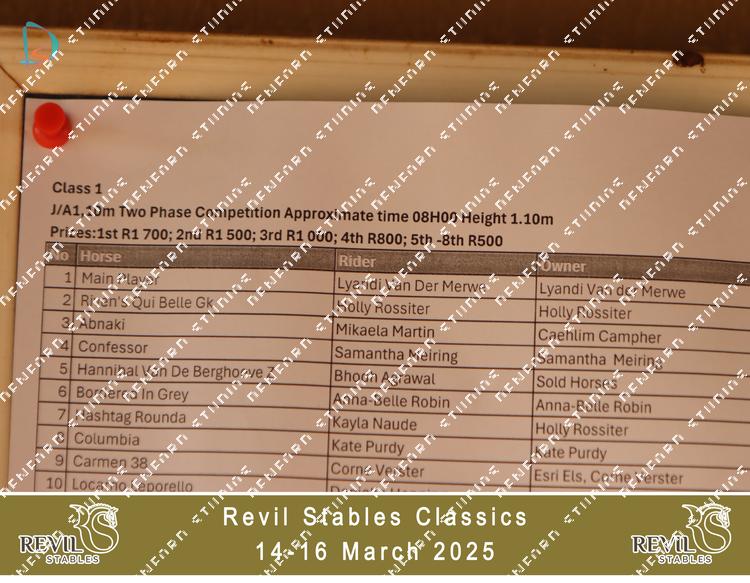 Class 1
J/A1,10m Two Phase Competition Approximate time 08H00 Height 1.10m
Prizes:1st R1 700; 2nd R1 500; 3rd R1 000; 4th R800; 5th -8th R500
No Horse Rider Owner
1 Main Player Lyandi Van Der Merwe Lyandi Van der Merwe
2 Riven's Qui Belle Gk Holly Rossiter Holly Rossiter
3 Abnaki Mikaela Martin Caehlim Campher
4 Confessor Samantha Meiring Samantha Meiring
5 Hannibal Van De Berghoeve Z Bhodi Agrawal Sold Horses
6 Borners In Grey Anna-Belle Robin Anna-Belle Robin
7 Hashtag Rounda Kayla Naude Holly Rossiter
8 Columbia Kate Purdy Kate Purdy
9 Carmen 38 Corne Verster Esri Els, Corne Verster
10 Locarno Leporello
Revil Stables Classics
14-16 March 2025
REVIL
STABLES
REVIL
STABLES